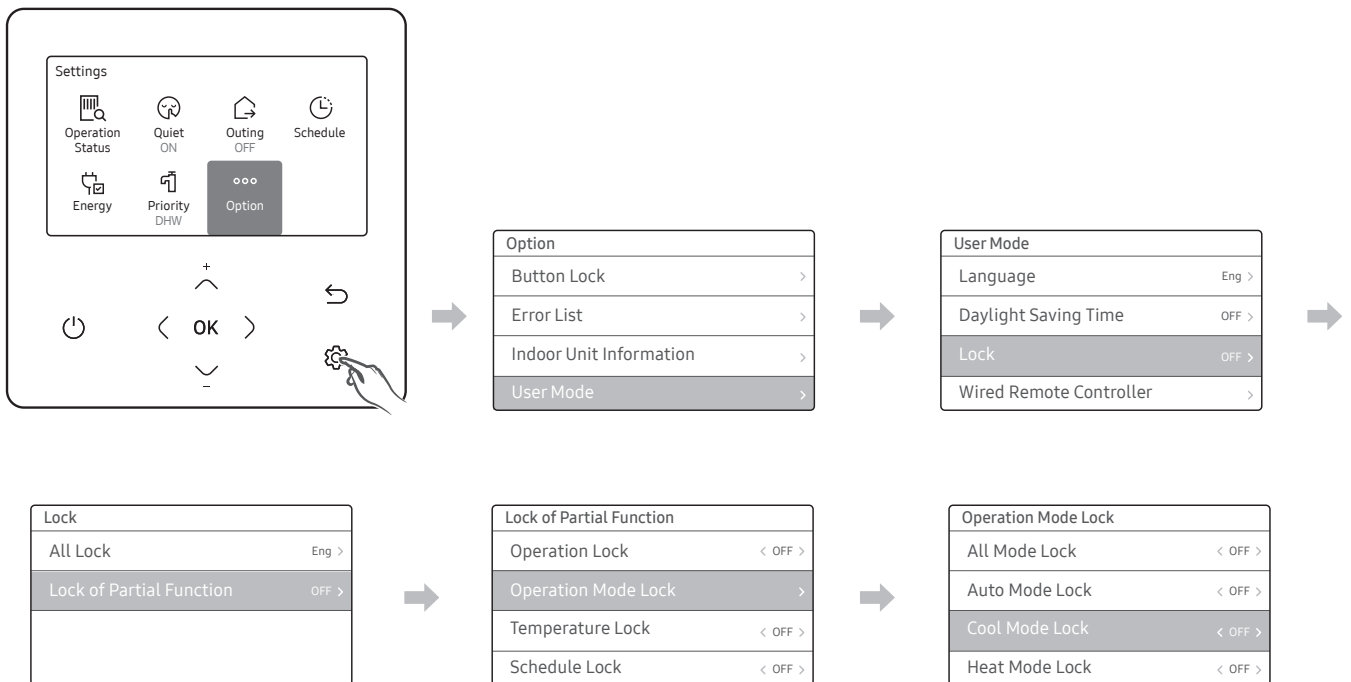 Settings
Operation Status
Quiet
ON
Outing
OFF
Schedule
Energy
Priority
DHW
Option
+
OK
−
Option
Button Lock >
Error List >
Indoor Unit Information >
User Mode >
User Mode
Language Eng >
Daylight Saving Time OFF >
Lock OFF >
Wired Remote Controller >
Lock
All Lock Eng >
Lock of Partial Function OFF >
Lock of Partial Function
Operation Lock < OFF >
Operation Mode Lock >
Temperature Lock < OFF >
Schedule Lock < OFF >
Operation Mode Lock
All Mode Lock < OFF >
Auto Mode Lock < OFF >
Cool Mode Lock < OFF >
Heat Mode Lock < OFF >